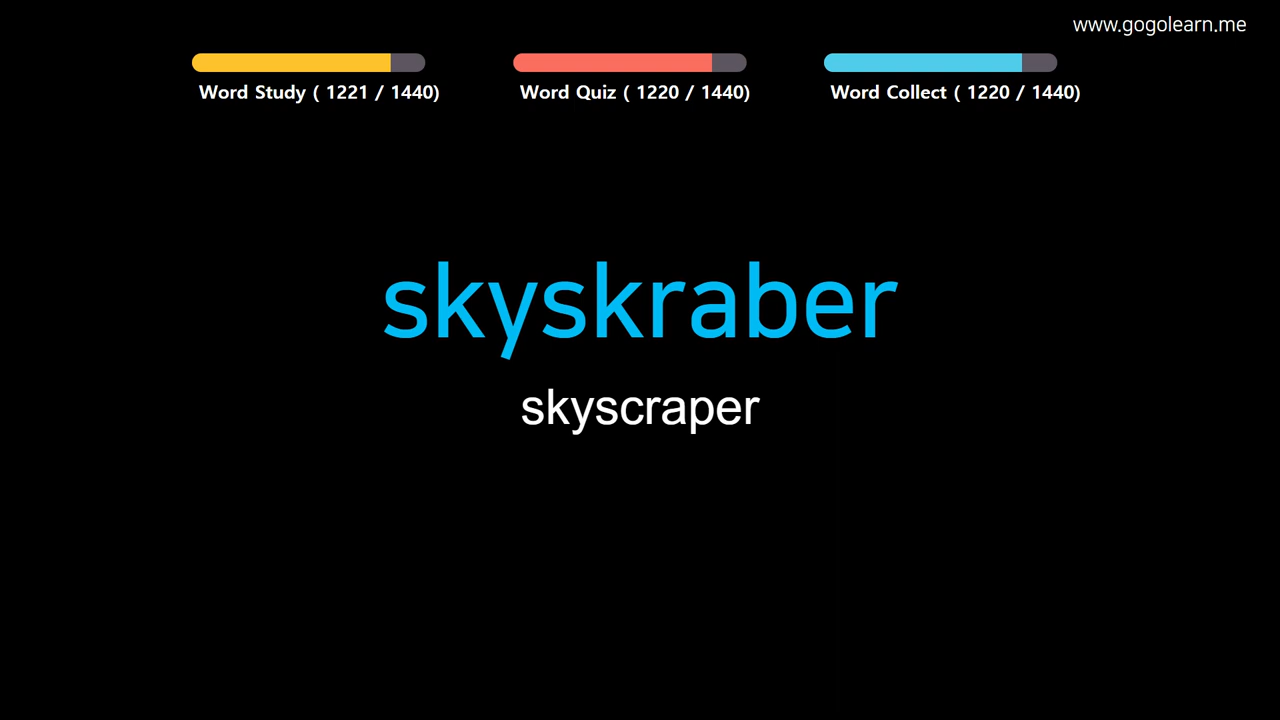 www.gogolearn.me
Word Study ( 1221 / 1440)
Word Quiz ( 1220 / 1440)
Word Collect ( 1220 / 1440)
skyskraber
skyscraper